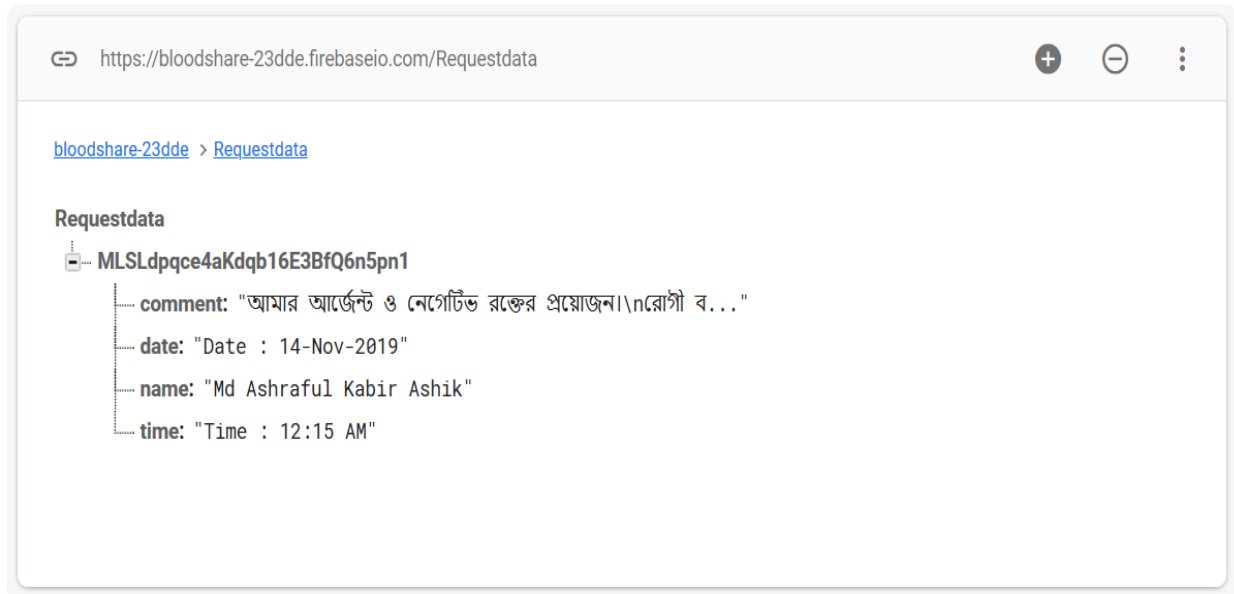 https://bloodshare-23dde.firebaseio.com/Requestdata
bloodshare-23dde > Requestdata
Requestdata
MLSLdpqce4aKdqb16E3BfQ6n5pn1
comment: "আমার আর্জেন্ট ও নেগেটিভ রক্তের প্রয়োজন।\nরোগী ব..."
date: "Date : 14-Nov-2019"
name: "Md Ashraful Kabir Ashik"
time: "Time : 12:15 AM"